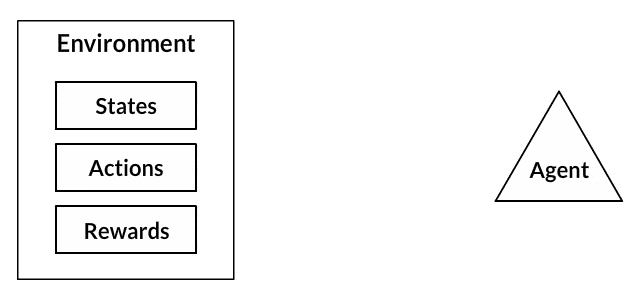 Environment
States
Actions
Rewards
Agent